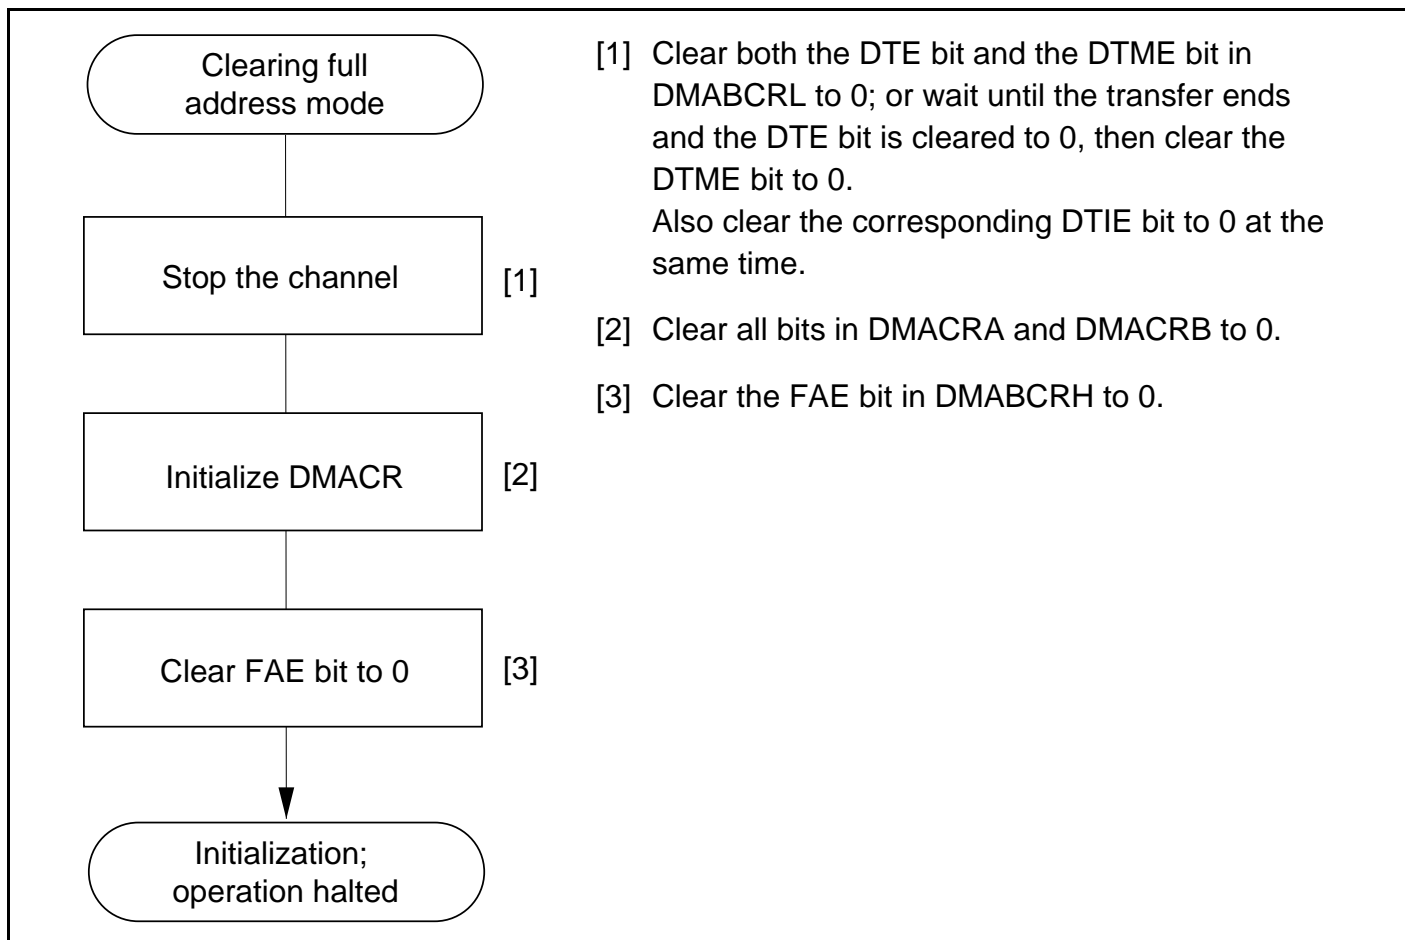 Clearing full
address mode
Stop the channel
[1]
Initialize DMACR
[2]
Clear FAE bit to 0
[3]
Initialization;
operation halted
[1] Clear both the DTE bit and the DTME bit in
DMABCRL to 0; or wait until the transfer ends
and the DTE bit is cleared to 0, then clear the
DTME bit to 0.
Also clear the corresponding DTIE bit to 0 at the
same time.
[2] Clear all bits in DMACRA and DMACRB to 0.
[3] Clear the FAE bit in DMABCRH to 0.